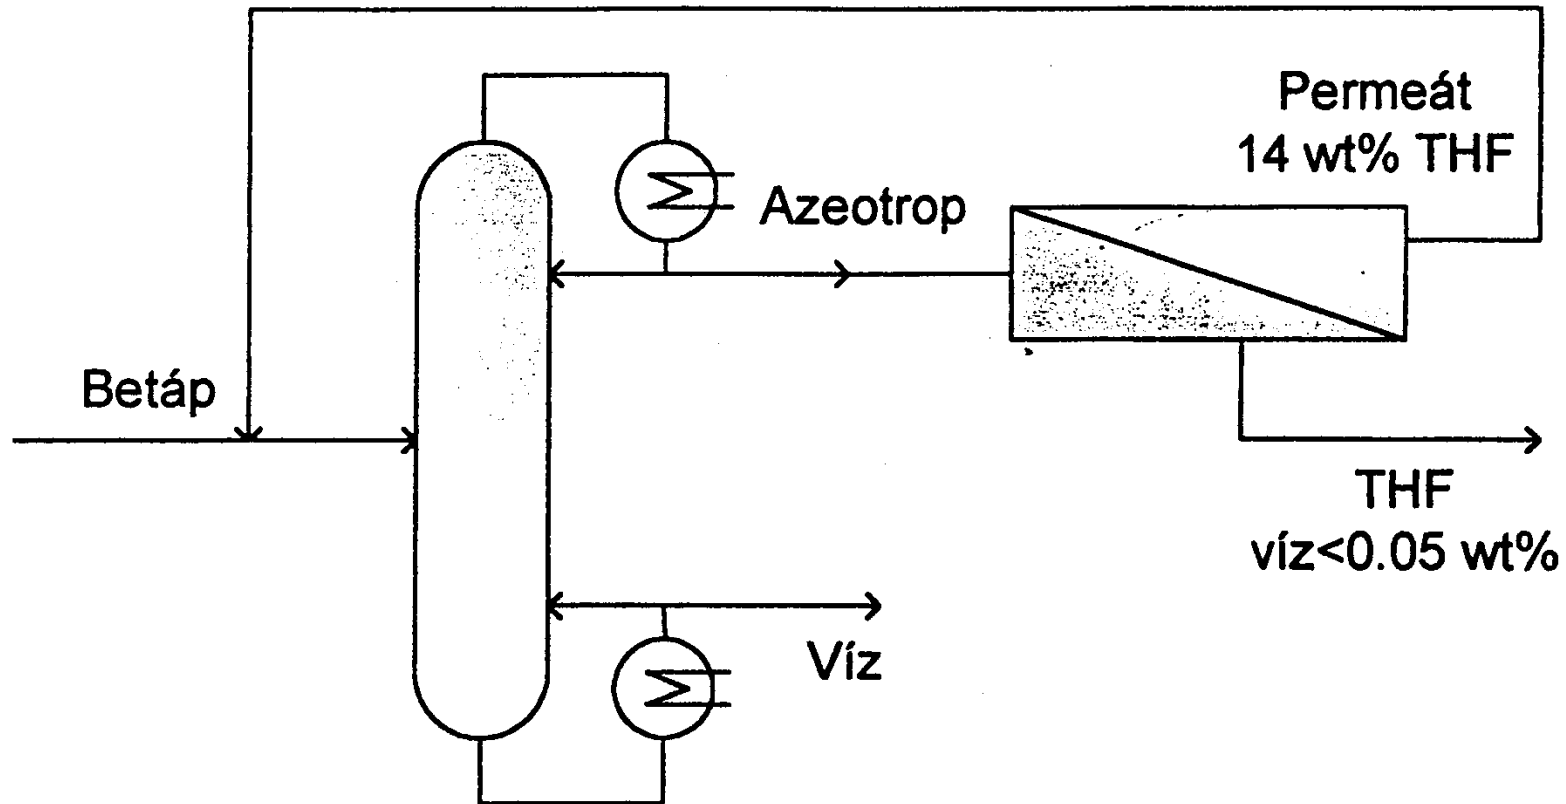 Permeát
14 wt% THF
Azeotrop
Betáp
THF
víz<0.05 wt%
Víz